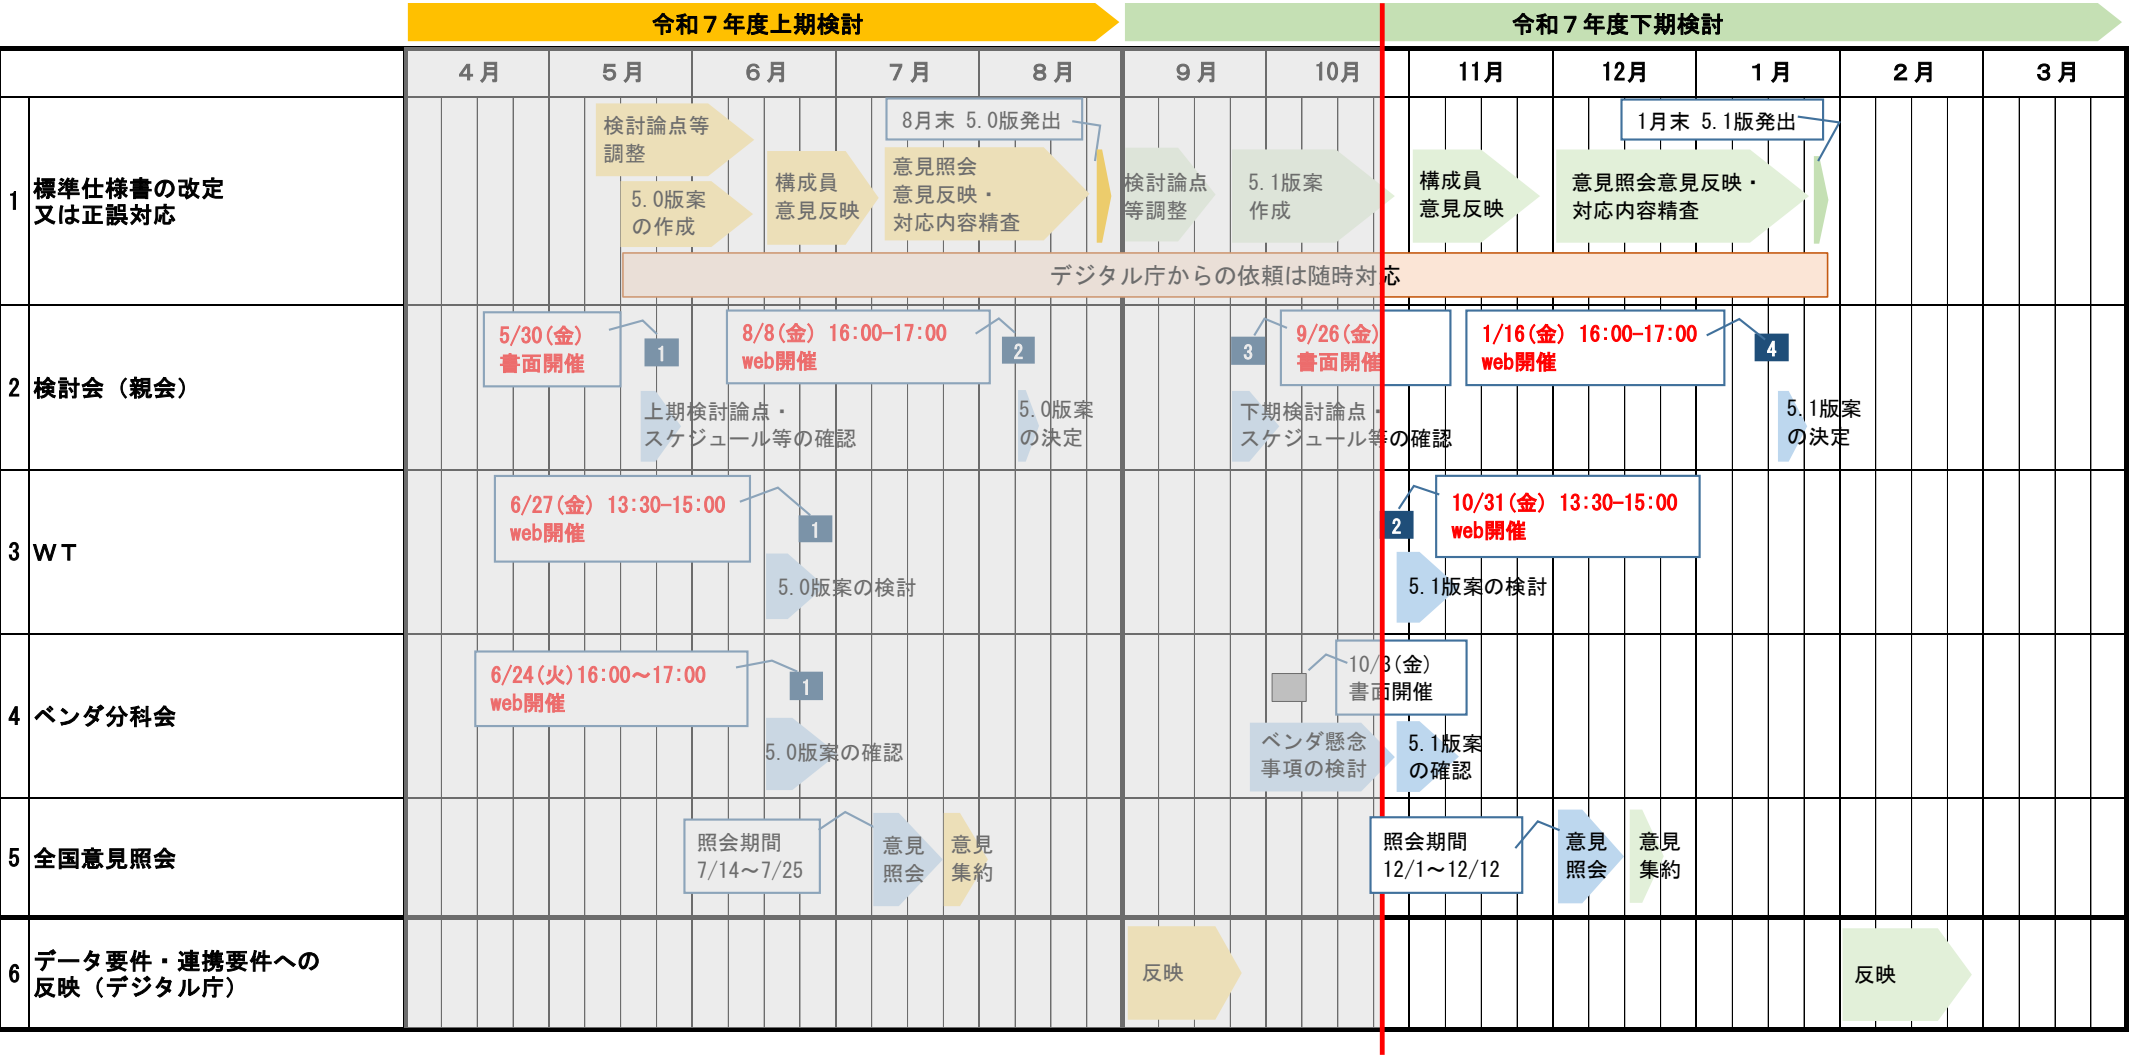 令和７年度上期検討
令和７年度下期検討
４月
５月
６月
７月
８月
９月
10月
11月
12月
１月
２月
３月
1
標準仕様書の改定
又は正誤対応
検討論点等
調整
5.0版案
の作成
構成員
意見反映
8月末 5.0版発出
意見照会
意見反映・
対応内容精査
検討論点
等調整
5.1版案
作成
構成員
意見反映
1月末 5.1版発出
意見照会意見反映・
対応内容精査
デジタル庁からの依頼は随時対応
2
検討会（親会）
5/30(金)
書面開催
1
上期検討論点・
スケジュール等の確認
8/8(金) 16:00-17:00
web開催
2
5.0版案
の決定
3
9/26(金)
書面開催
下期検討論点・
スケジュール等の確認
1/16(金) 16:00-17:00
web開催
4
5.1版案
の決定
3
ＷＴ
6/27(金) 13:30-15:00
web開催
1
5.0版案の検討
2
10/31(金) 13:30-15:00
web開催
5.1版案の検討
4
ベンダ分科会
6/24(火)16:00～17:00
web開催
1
5.0版案の確認
10/3(金)
書面開催
ベンダ懸念
事項の検討
5.1版案
の確認
5
全国意見照会
照会期間
7/14～7/25
意見
照会
意見
集約
照会期間
12/1～12/12
意見
照会
意見
集約
6
データ要件・連携要件への
反映（デジタル庁）
反映
反映